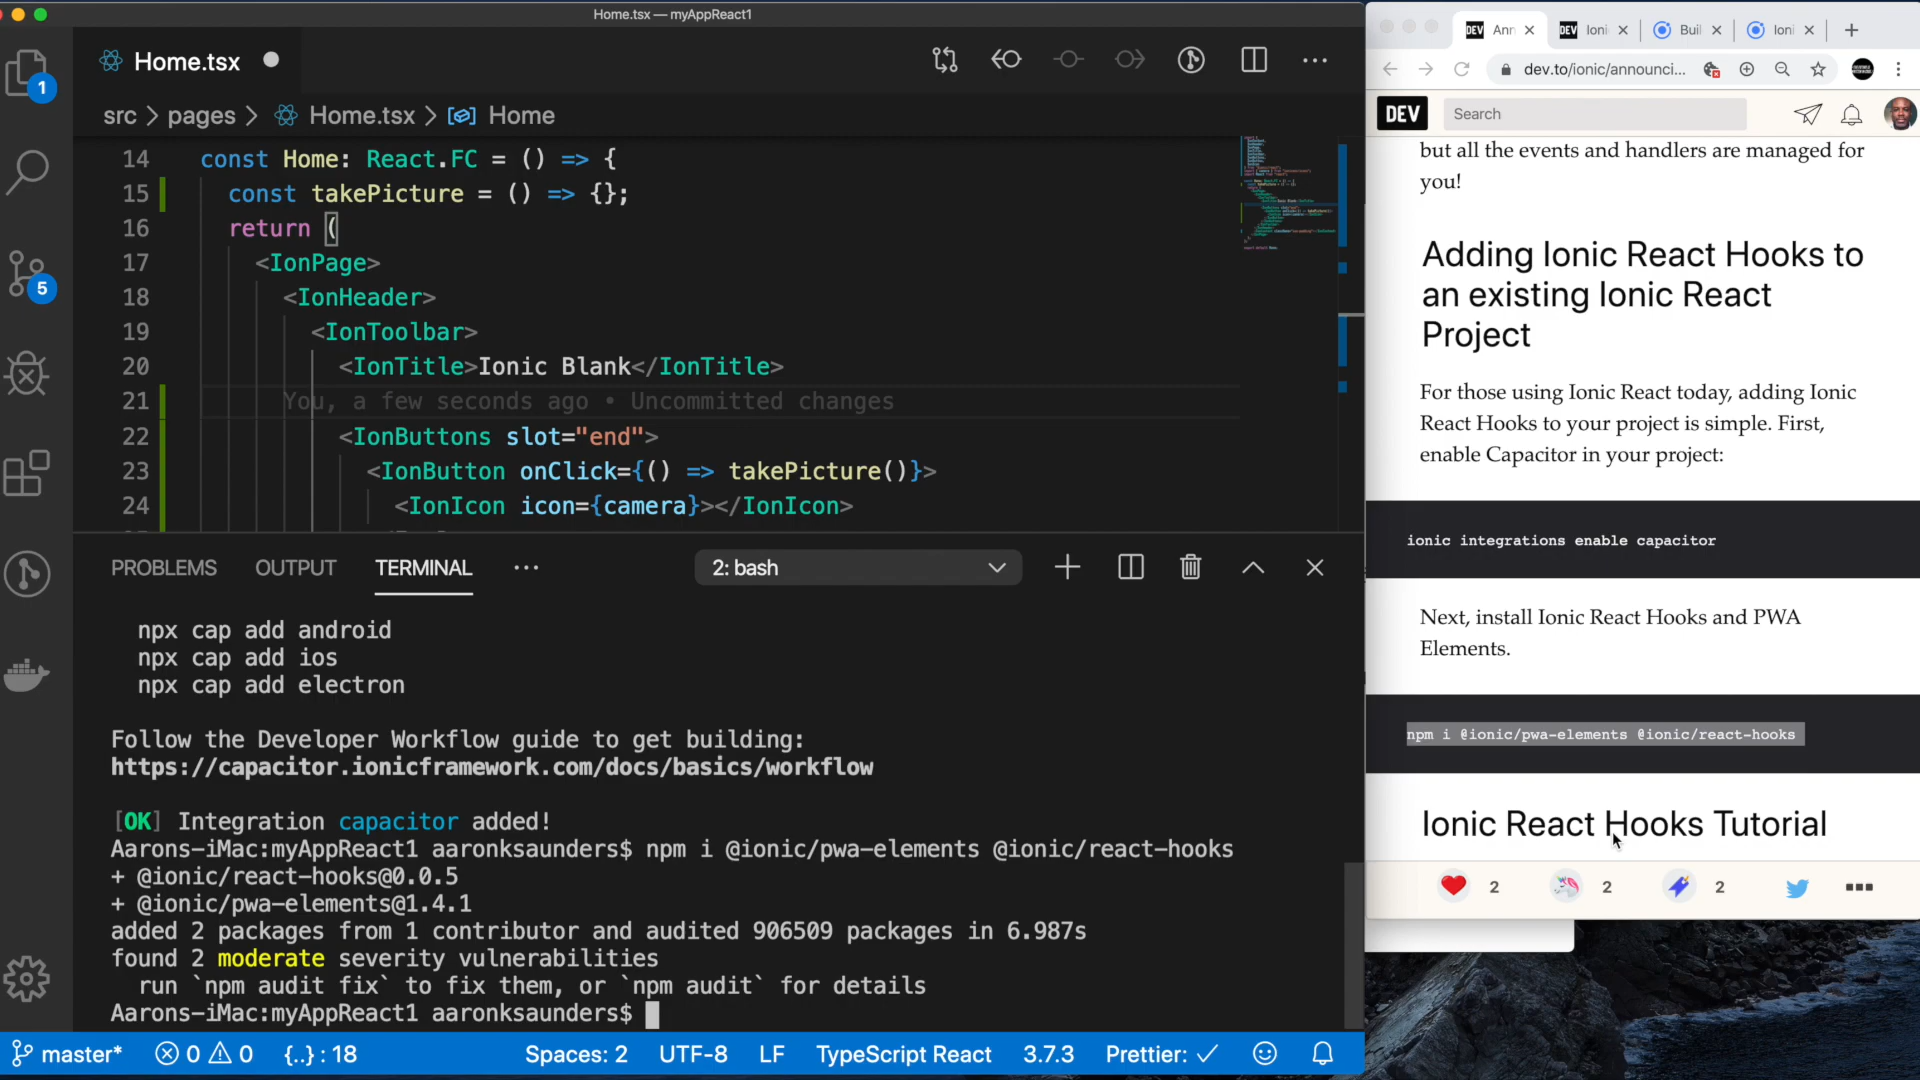 Home.tsx — myAppReact1
Home.tsx
src > pages > Home.tsx > Home
14 const Home: React.FC = () => {
15 const takePicture = () => {};
16 return (
17 <IonPage>
18 <IonHeader>
19 <IonToolbar>
20 <IonTitle>Ionic Blank</IonTitle>
21 You, a few seconds ago • Uncommitted changes
22 <IonButtons slot="end">
23 <IonButton onClick={() => takePicture()}>
24 <IonIcon icon={camera}></IonIcon>
1
5
PROBLEMS OUTPUT TERMINAL ··· 2: bash
npx cap add android
npx cap add ios
npx cap add electron
Follow the Developer Workflow guide to get building:
https://capacitor.ionicframework.com/docs/basics/workflow
[OK] Integration capacitor added!
Aarons-iMac:myAppReact1 aaronksaunders$ npm i @ionic/pwa-elements @ionic/react-hooks
+ @ionic/react-hooks@0.0.5
+ @ionic/pwa-elements@1.4.1
added 2 packages from 1 contributor and audited 906509 packages in 6.987s
found 2 moderate severity vulnerabilities
run `npm audit fix` to fix them, or `npm audit` for details
Aarons-iMac:myAppReact1 aaronksaunders$
master* 0 0 {..} : 18 Spaces: 2 UTF-8 LF TypeScript React 3.7.3 Prettier: ✓
DEV Ann DEV Ioni Buil Ioni
dev.to/ionic/announci...
DEV Search
but all the events and handlers are managed for
you!
Adding Ionic React Hooks to
an existing Ionic React
Project
For those using Ionic React today, adding Ionic
React Hooks to your project is simple. First,
enable Capacitor in your project:
ionic integrations enable capacitor
Next, install Ionic React Hooks and PWA
Elements.
npm i @ionic/pwa-elements @ionic/react-hooks
Ionic React Hooks Tutorial
2 2 2